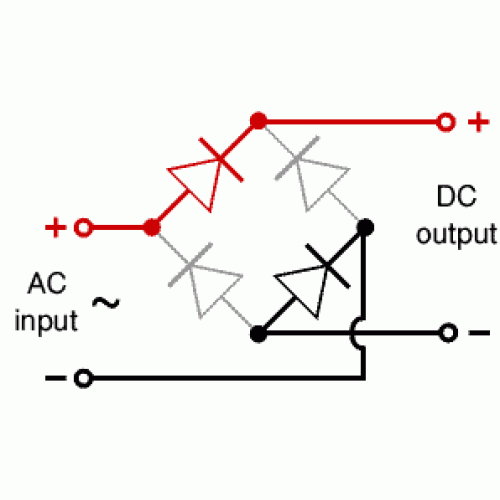 +
DC
output
+
AC
input ~
−
−